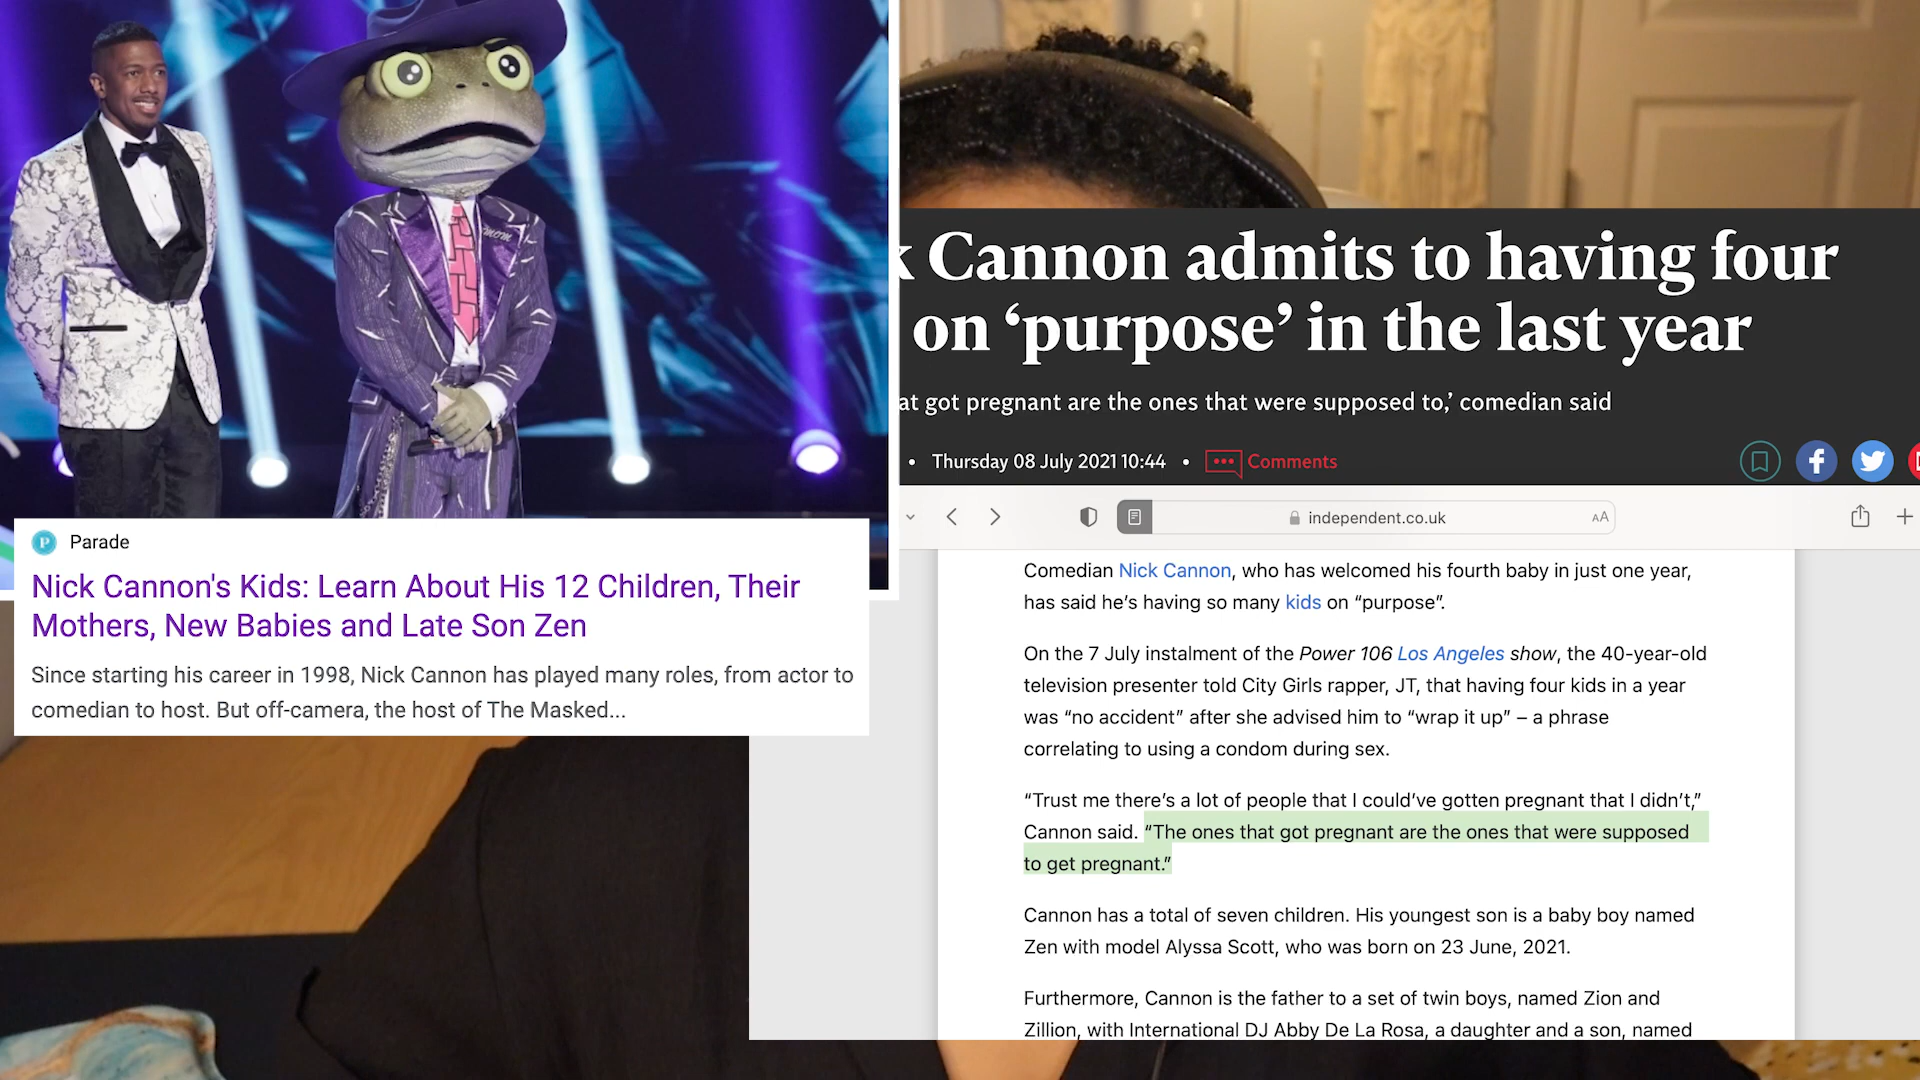 Parade
Nick Cannon's Kids: Learn About His 12 Children, Their
Mothers, New Babies and Late Son Zen
Since starting his career in 1998, Nick Cannon has played many roles, from actor to
comedian to host. But off-camera, the host of The Masked...
k Cannon admits to having four
on ‘purpose’ in the last year
at got pregnant are the ones that were supposed to,’ comedian said
• Thursday 08 July 2021 10:44 • Comments
independent.co.uk
AA
Comedian Nick Cannon, who has welcomed his fourth baby in just one year,
has said he’s having so many kids on “purpose”.
On the 7 July instalment of the Power 106 Los Angeles show, the 40-year-old
television presenter told City Girls rapper, JT, that having four kids in a year
was “no accident” after she advised him to “wrap it up” – a phrase
correlating to using a condom during sex.
“Trust me there’s a lot of people that I could’ve gotten pregnant that I didn’t,”
Cannon said. “The ones that got pregnant are the ones that were supposed
to get pregnant.”
Cannon has a total of seven children. His youngest son is a baby boy named
Zen with model Alyssa Scott, who was born on 23 June, 2021.
Furthermore, Cannon is the father to a set of twin boys, named Zion and
Zillion, with International DJ Abby De La Rosa, a daughter and a son, named